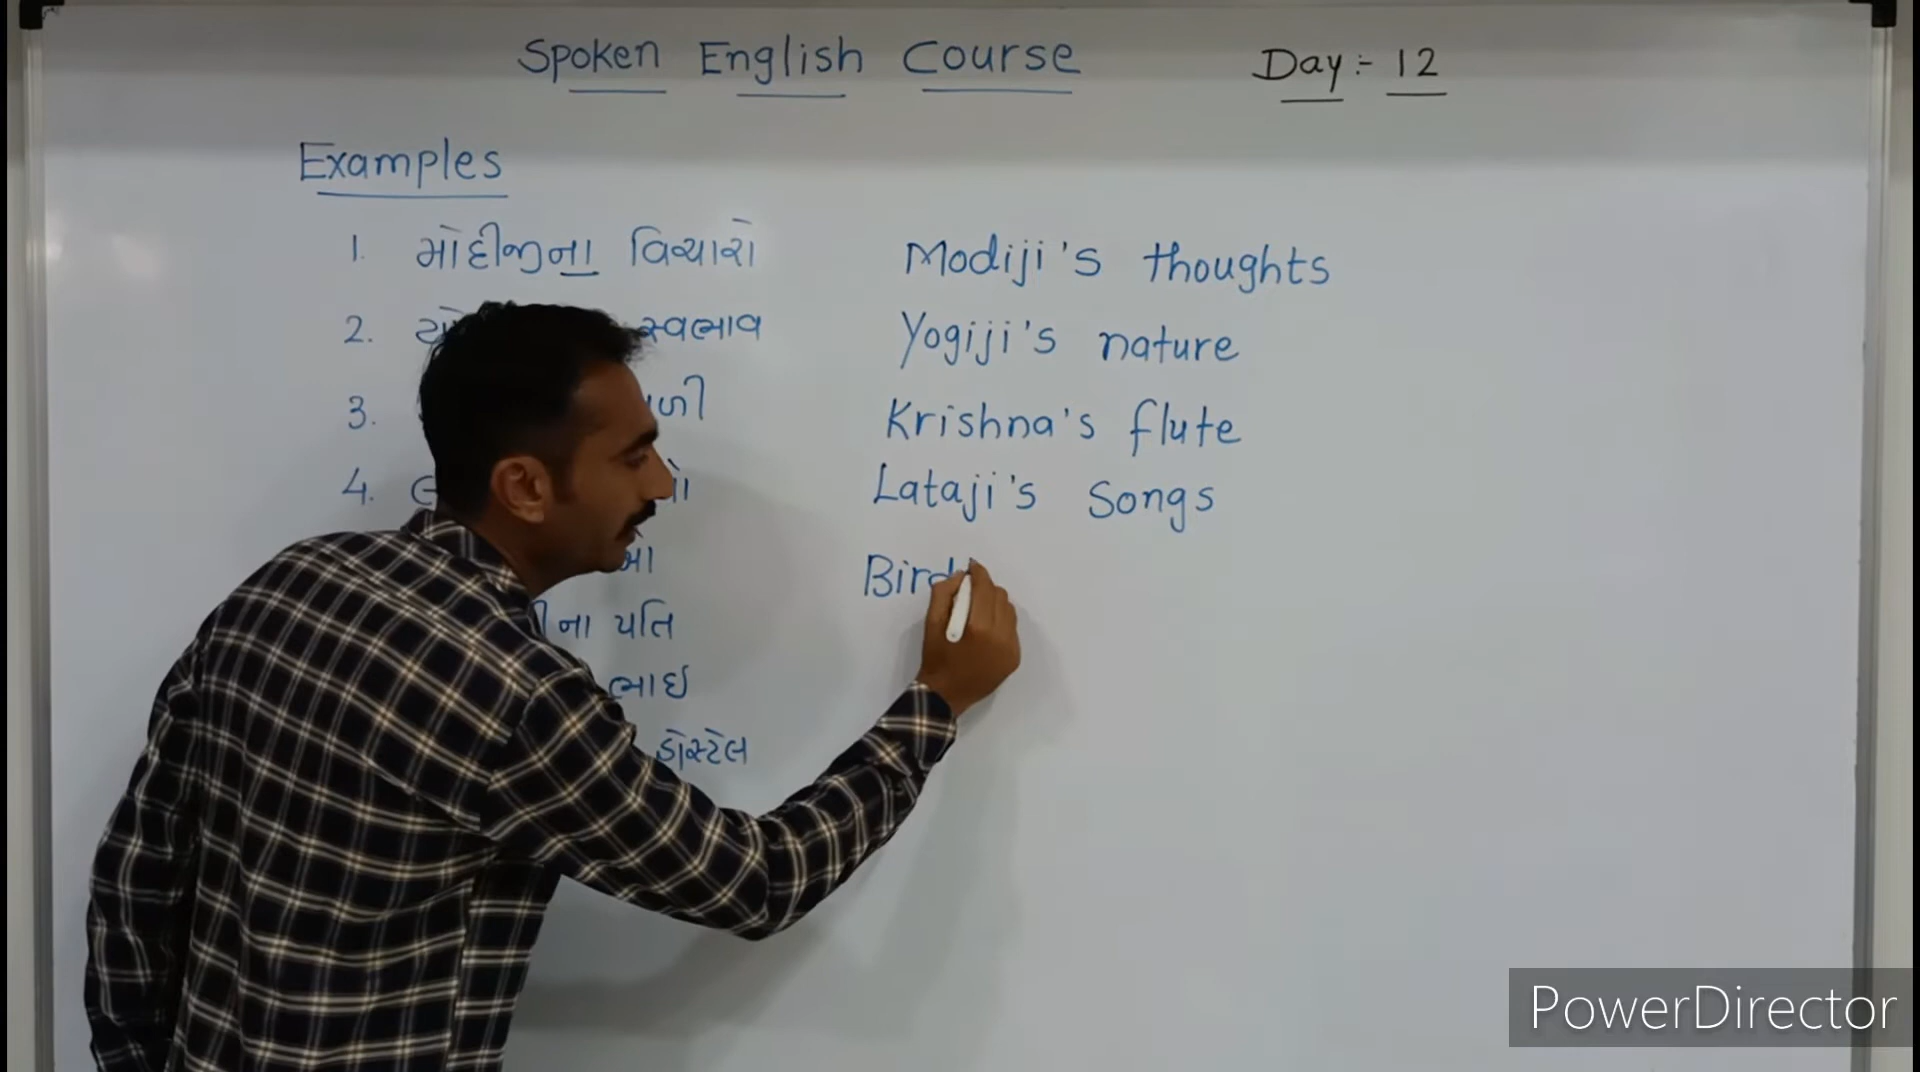 Spoken English Course Day:- 12
Examples
1. મોદીજીના વિચારો Modiji's thoughts
2. સ્વભાવ Yogiji's nature
3. Krishna's flute
4. Lataji's Songs
Bird
પતિ
ભાઇ
હોસ્ટેલ
PowerDirector